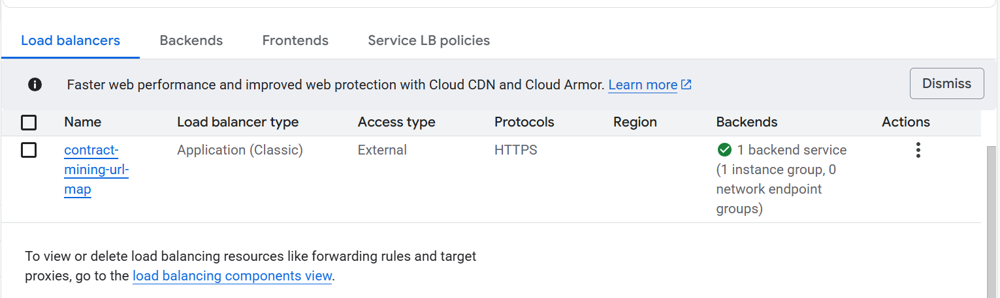 Load balancers Backends Frontends Service LB policies
Faster web performance and improved web protection with Cloud CDN and Cloud Armor. Learn more Dismiss
Name Load balancer type Access type Protocols Region Backends Actions
contract- Application (Classic) External HTTPS 1 backend service
mining-url- (1 instance group, 0
map network endpoint
groups)
To view or delete load balancing resources like forwarding rules and target
proxies, go to the load balancing components view.